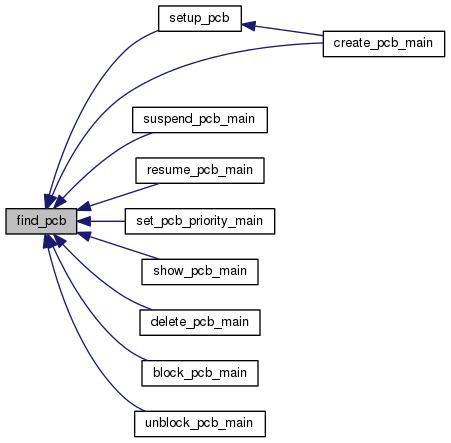 setup_pcb
create_pcb_main
suspend_pcb_main
resume_pcb_main
find_pcb
set_pcb_priority_main
show_pcb_main
delete_pcb_main
block_pcb_main
unblock_pcb_main